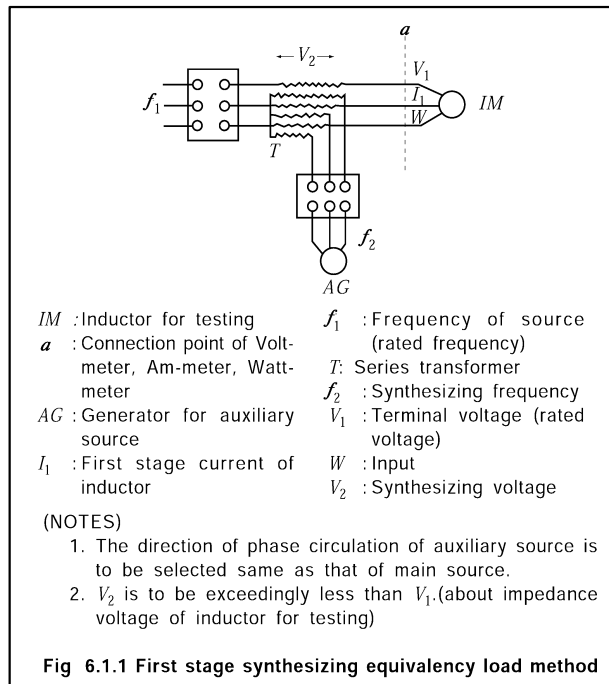 a
V₂
V₁
I₁
W
IM
f₁
T
f₂
AG
IM : Inductor for testing
a : Connection point of Volt-
meter, Am-meter, Watt-
meter
AG : Generator for auxiliary
source
I₁ : First stage current of
inductor
f₁ : Frequency of source
(rated frequency)
T: Series transformer
f₂ : Synthesizing frequency
V₁ : Terminal voltage (rated
voltage)
W : Input
V₂ : Synthesizing voltage
(NOTES)
1. The direction of phase circulation of auxiliary source is
to be selected same as that of main source.
2. V₂ is to be exceedingly less than V₁.(about impedance
voltage of inductor for testing)
Fig 6.1.1 First stage synthesizing equivalency load method